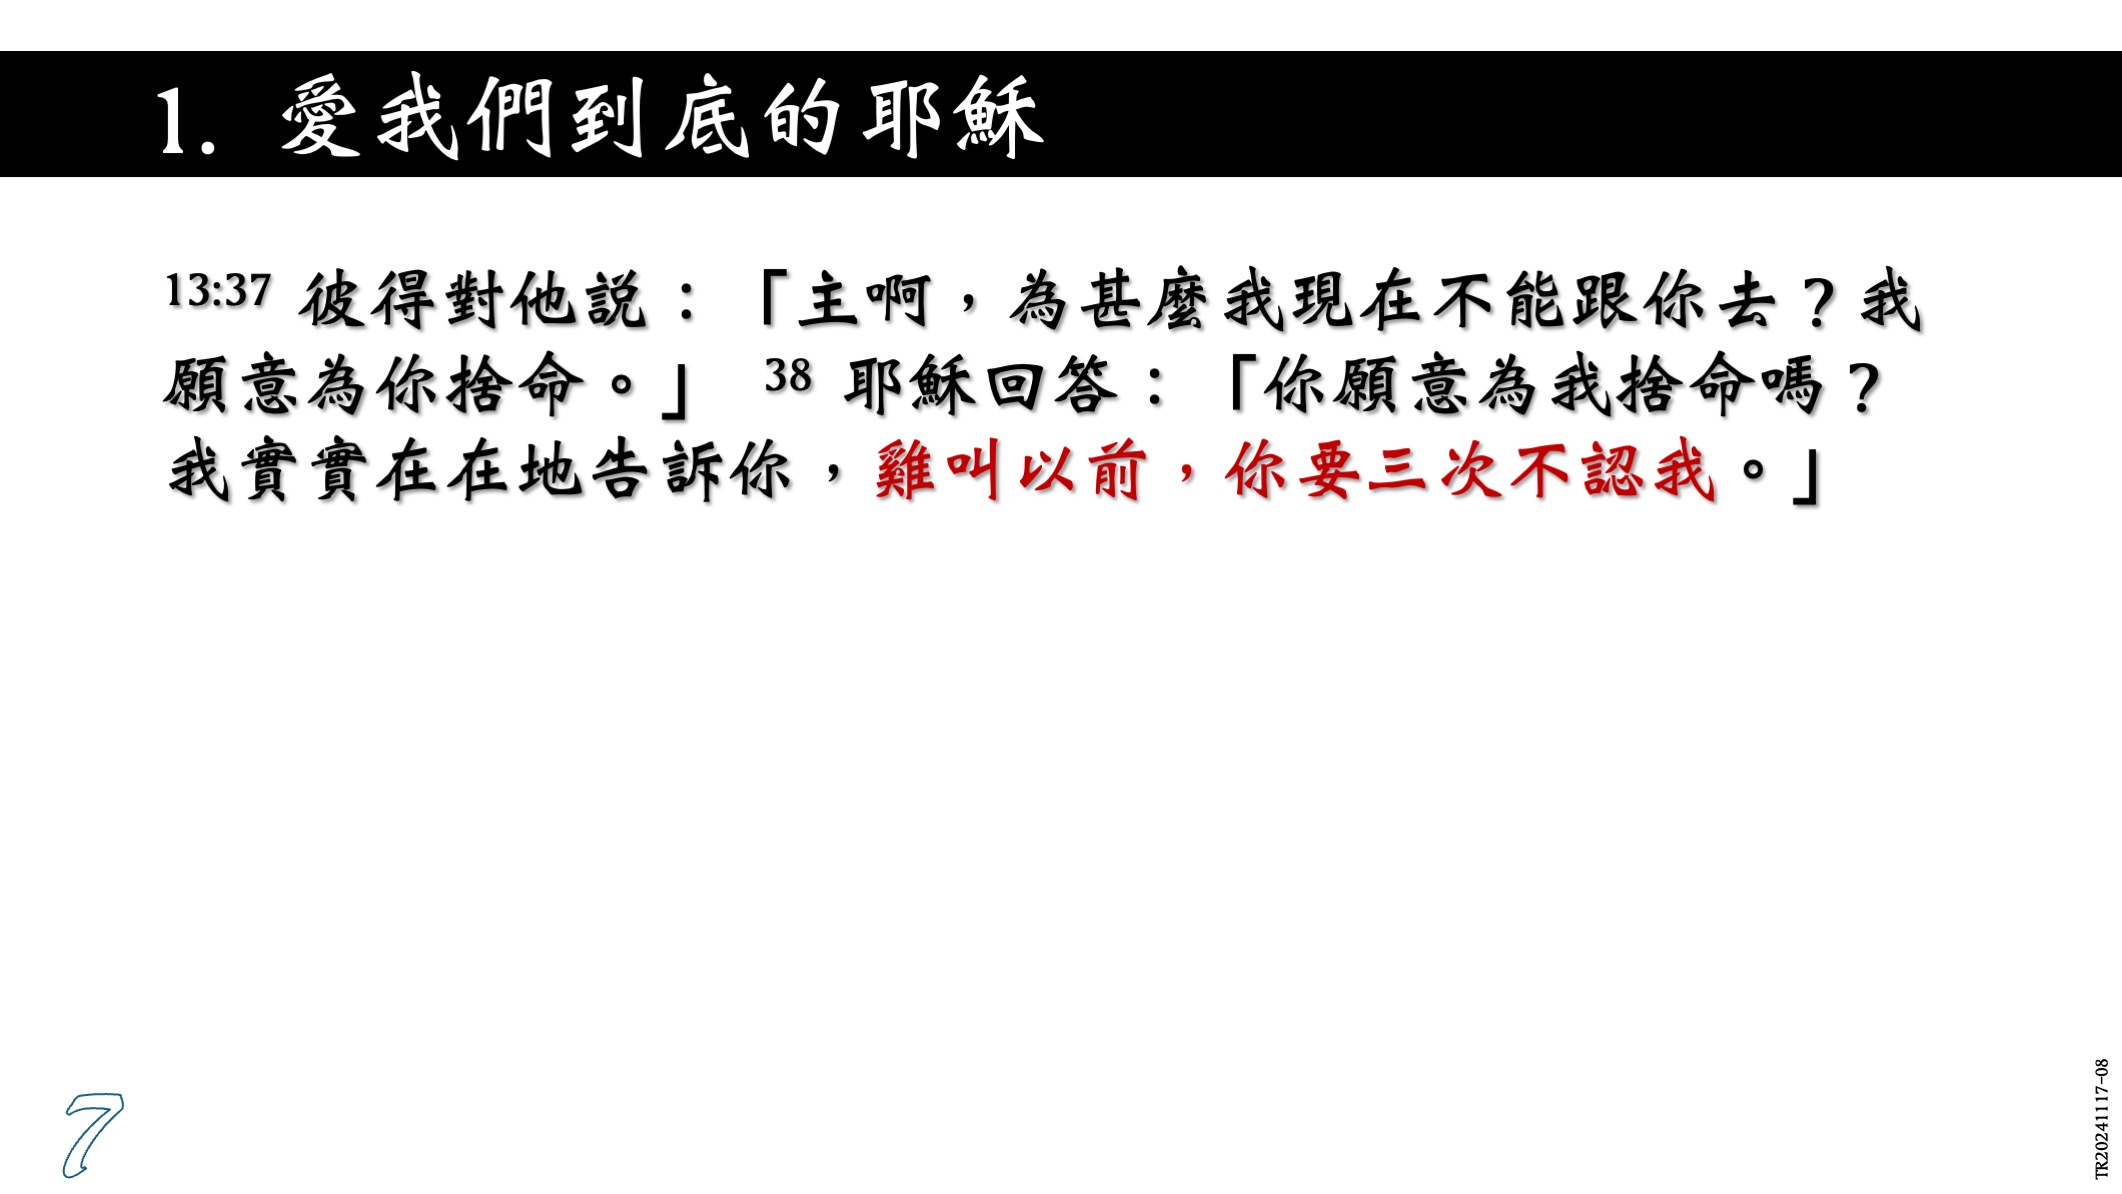 1. 愛我們到底的耶穌
13:37 彼得對他說：「主啊，為甚麼我現在不能跟你去？我
願意為你捨命。」 38 耶穌回答：「你願意為我捨命嗎？
我實實在在地告訴你，雞叫以前，你要三次不認我。」
7
TR20241117-08